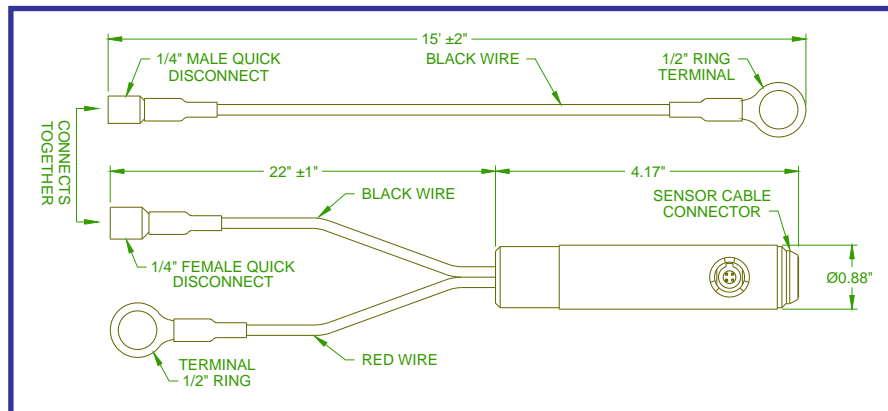 15' ±2"
1/4" MALE QUICK
DISCONNECT
BLACK WIRE
1/2" RING
TERMINAL
CONNECTS
TOGETHER
22" ±1"
4.17"
BLACK WIRE
SENSOR CABLE
CONNECTOR
1/4" FEMALE QUICK
DISCONNECT
Ø0.88"
TERMINAL
1/2" RING
RED WIRE